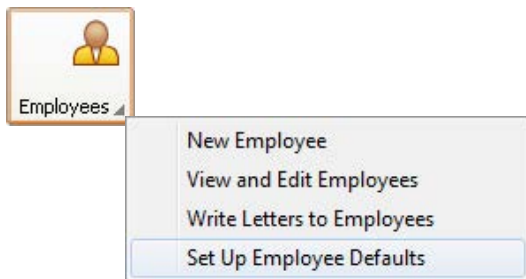 Employees
New Employee
View and Edit Employees
Write Letters to Employees
Set Up Employee Defaults